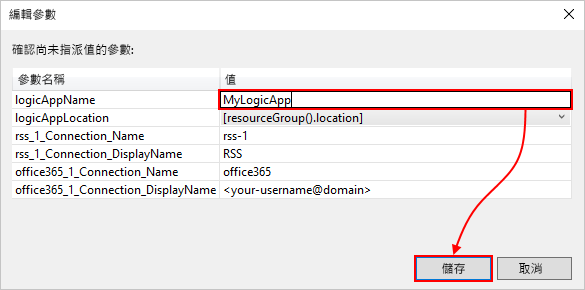 編輯參數
確認尚未指派值的參數:
參數名稱 值
logicAppName MyLogicApp
logicAppLocation [resourceGroup().location]
rss_1_Connection_Name rss-1
rss_1_Connection_DisplayName RSS
office365_1_Connection_Name office365
office365_1_Connection_DisplayName <your-username@domain>
儲存 取消